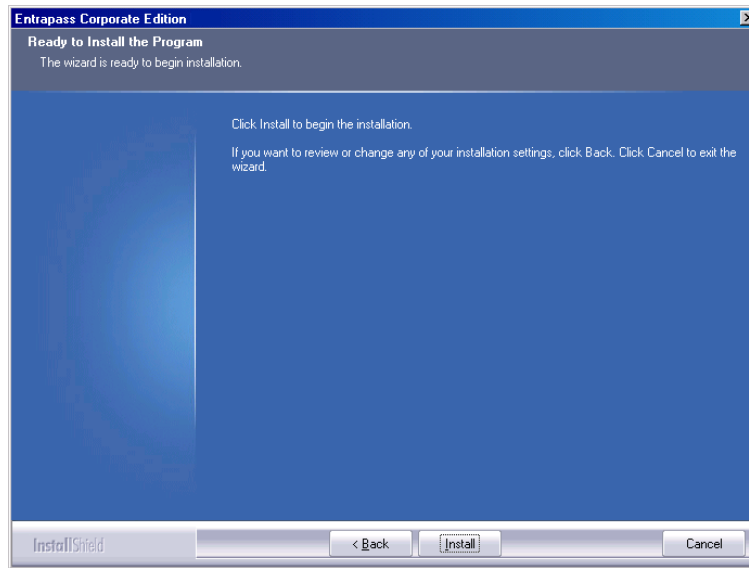 Entrapass Corporate Edition
Ready to Install the Program
The wizard is ready to begin installation.
Click Install to begin the installation.
If you want to review or change any of your installation settings, click Back. Click Cancel to exit the
wizard.
InstallShield
< Back Install Cancel